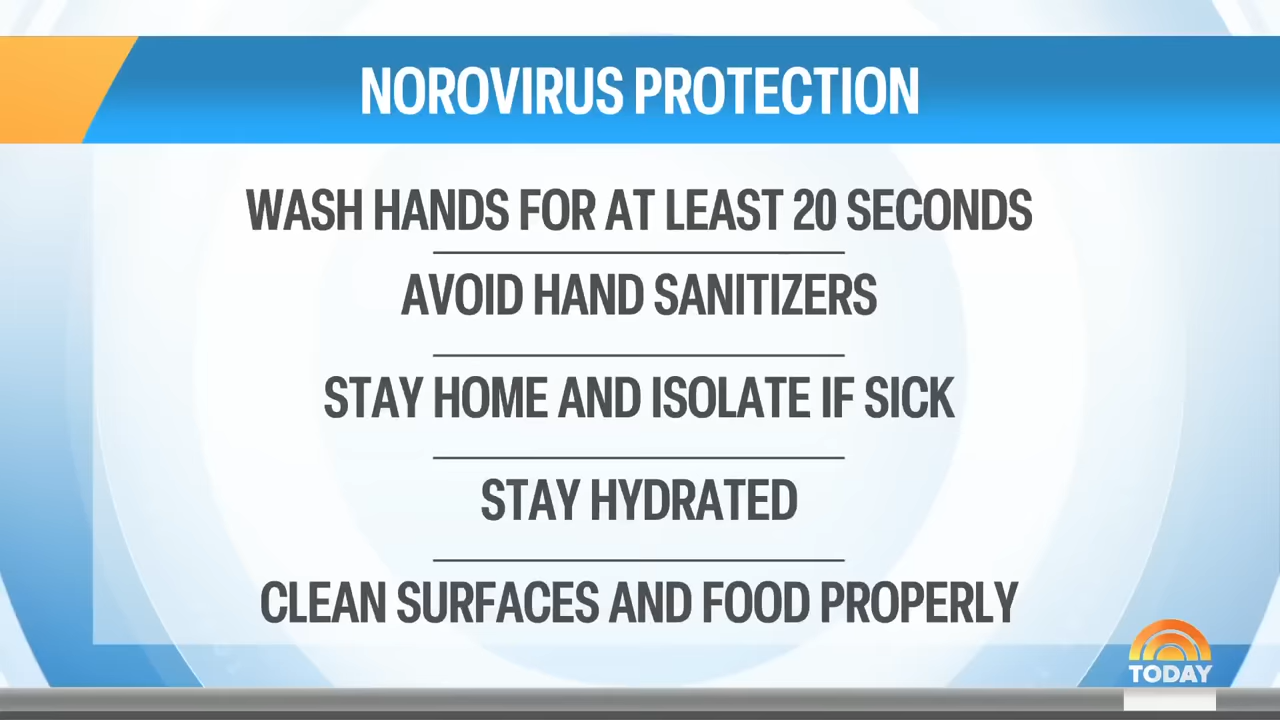 NOROVIRUS PROTECTION
WASH HANDS FOR AT LEAST 20 SECONDS
AVOID HAND SANITIZERS
STAY HOME AND ISOLATE IF SICK
STAY HYDRATED
CLEAN SURFACES AND FOOD PROPERLY
TODAY